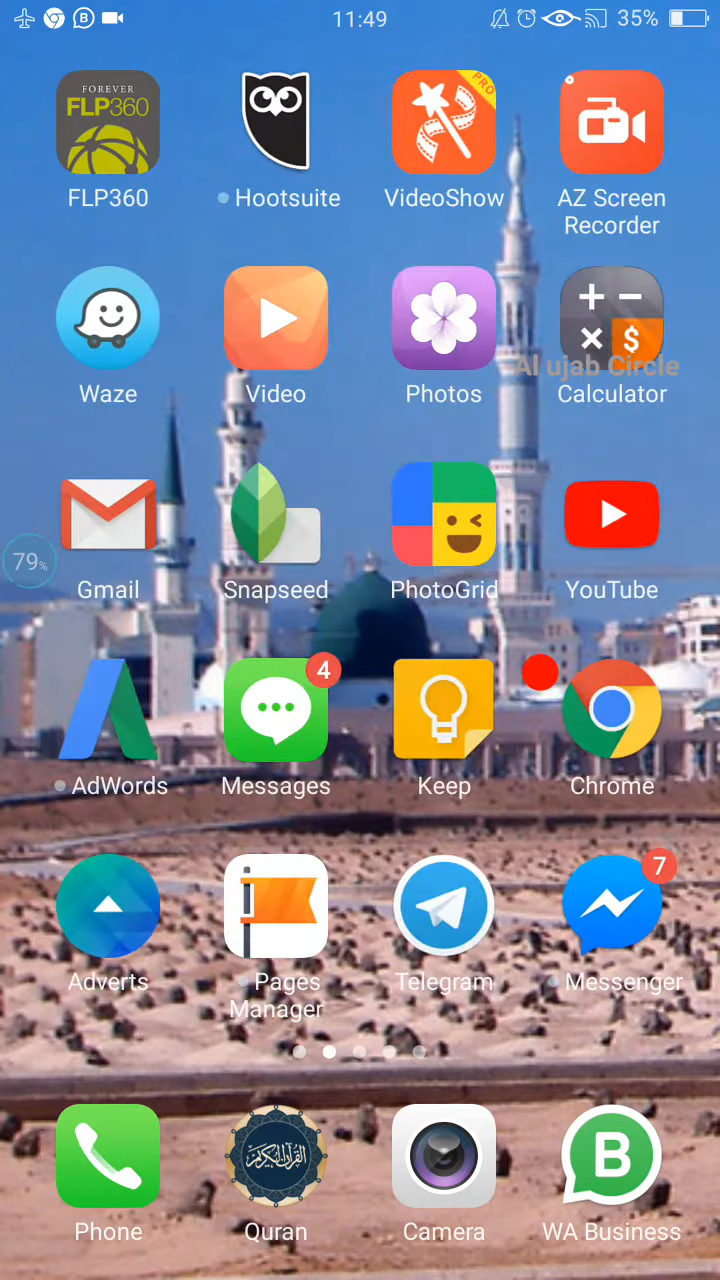 11:49
35%
FOREVER
FLP360
PRO
FLP360
Hootsuite
VideoShow
AZ Screen
Recorder
Waze
Video
Photos
$
Al ujab Circle
Calculator
79%
Gmail
Snapseed
PhotoGrid
YouTube
4
AdWords
Messages
Keep
Chrome
7
Adverts
Pages
Manager
Telegram
Messenger
القرآن الكريم
B
Phone
Quran
Camera
WA Business